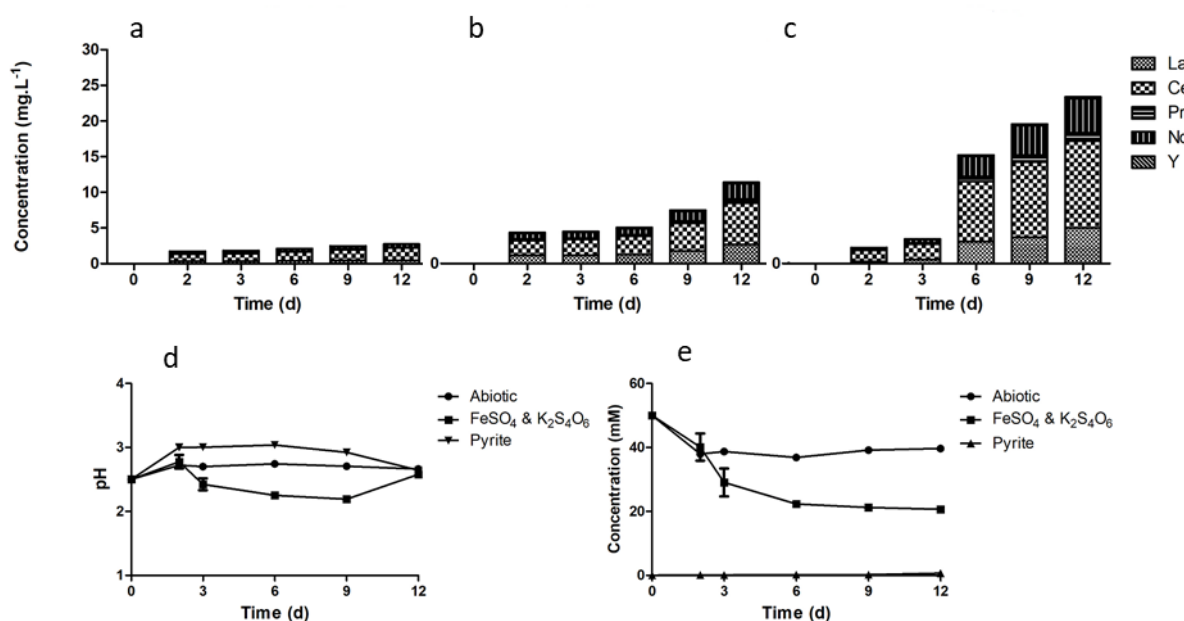 a
b
c
Concentration (mg.L⁻¹)
30
25
20
15
10
5
0
0 2 3 6 9 12
Time (d)
0
0 2 3 6 9 12
Time (d)
0
0 2 3 6 9 12
Time (d)
La
Ce
Pr
Y
d
pH
4
3
2
1
0 3 6 9 12
Time (d)
Abiotic
FeSO₄ & K₂S₄O₆
Pyrite
e
Concentration (mM)
60
40
20
0
0 3 6 9 12
Time (d)
Abiotic
FeSO₄ & K₂S₄O₆
Pyrite